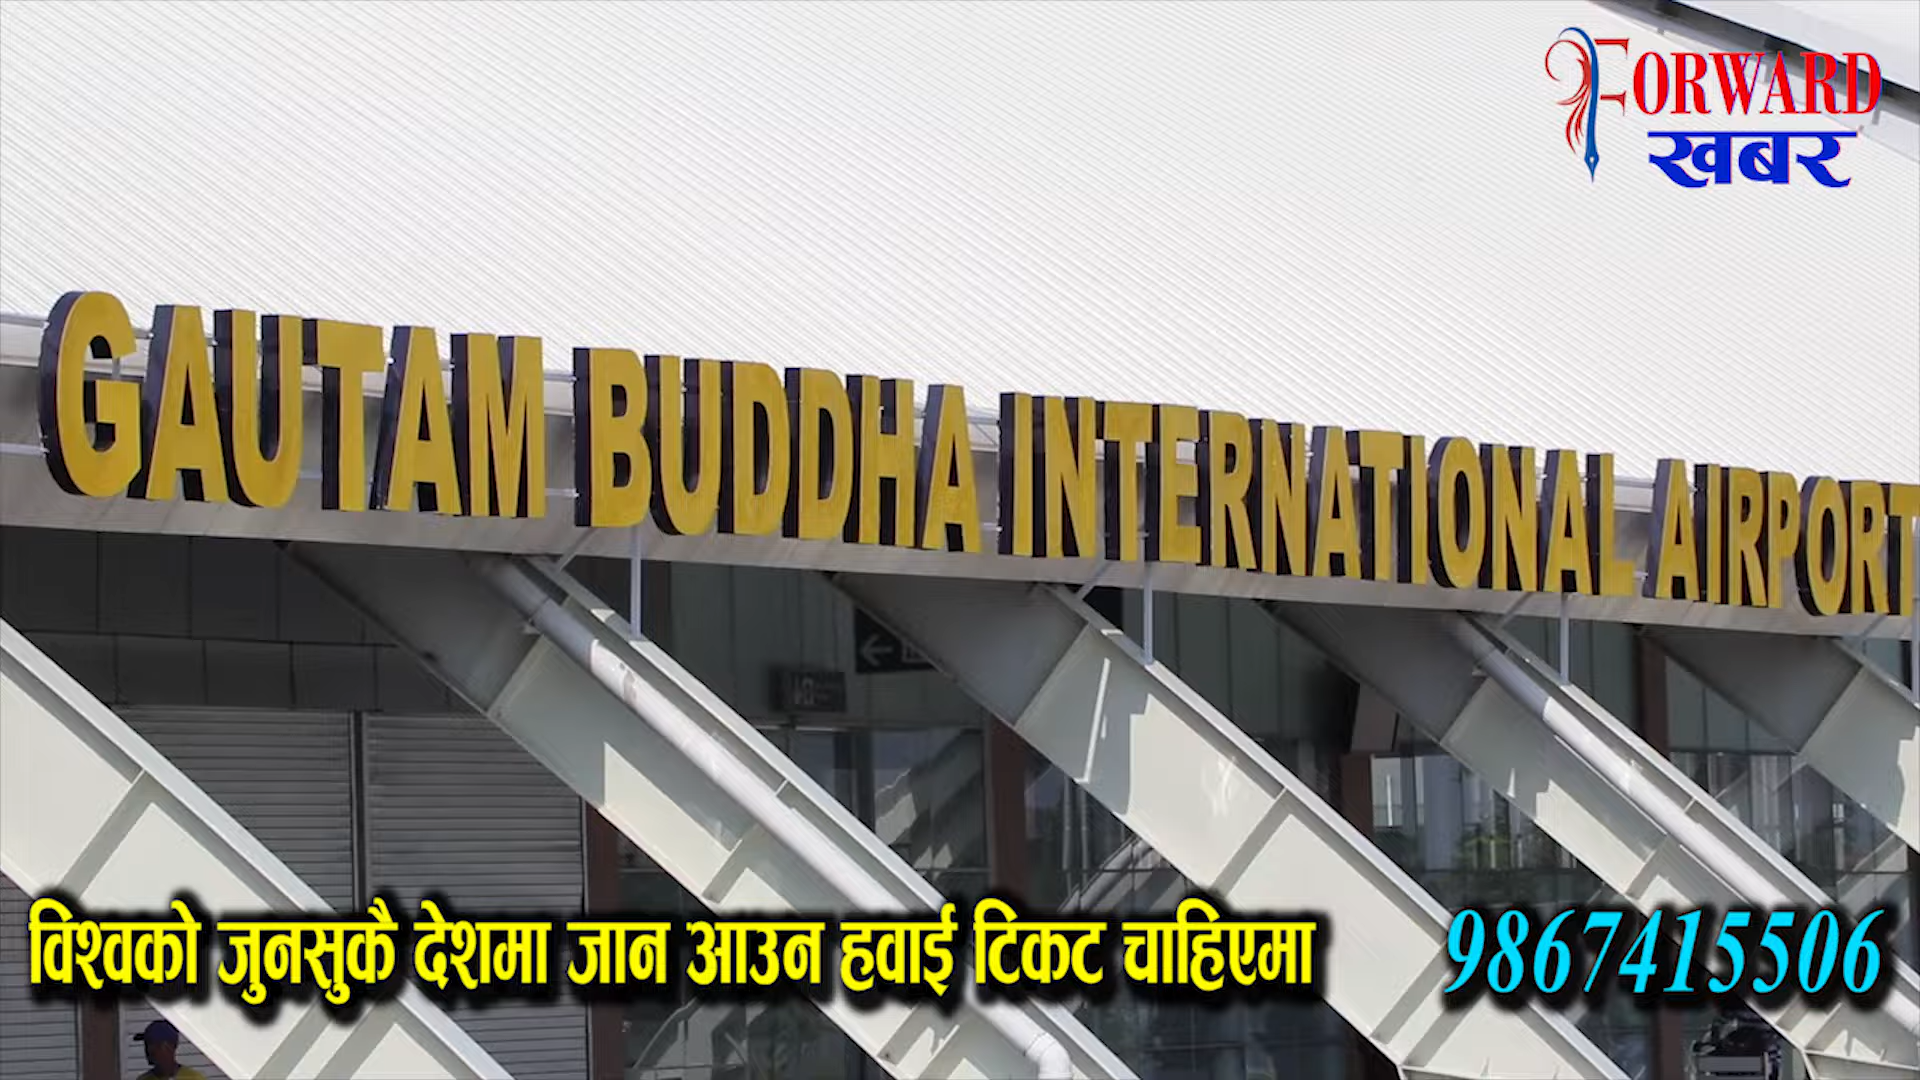 FORWARD
खबर
GAUTAM BUDDHA INTERNATIONAL AIRPORT
विश्वको जुनसुकै देशमा जान आउन हवाई टिकट चाहिएमा 9867415506